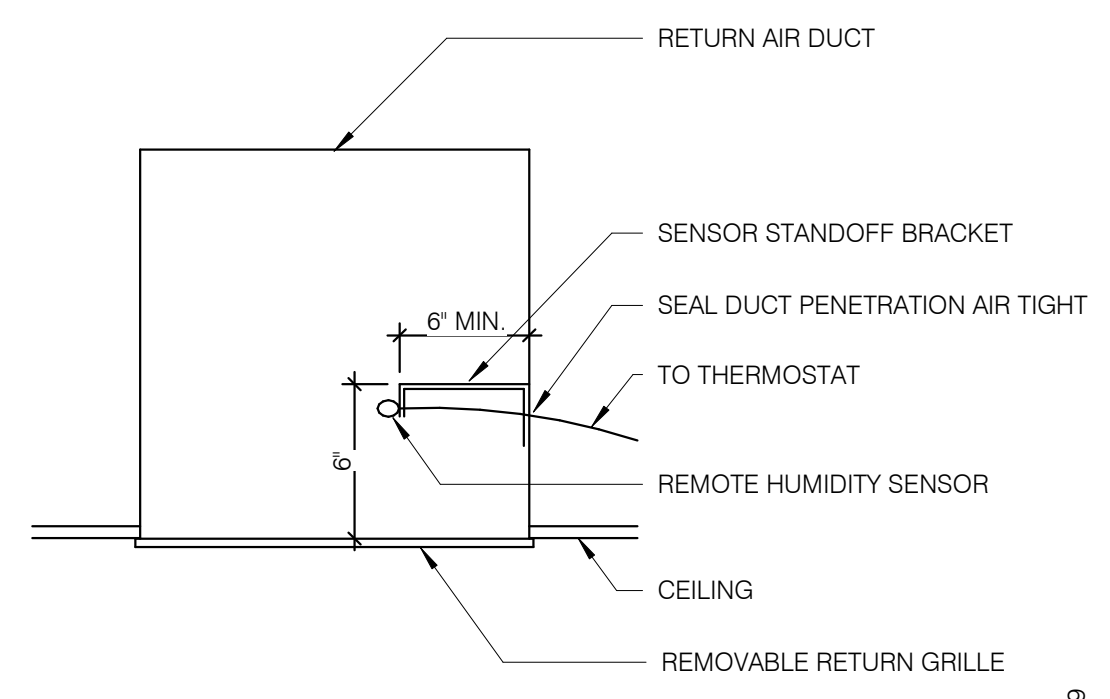 RETURN AIR DUCT
SENSOR STANDOFF BRACKET
SEAL DUCT PENETRATION AIR TIGHT
6" MIN.
TO THERMOSTAT
6"
REMOTE HUMIDITY SENSOR
CEILING
REMOVABLE RETURN GRILLE